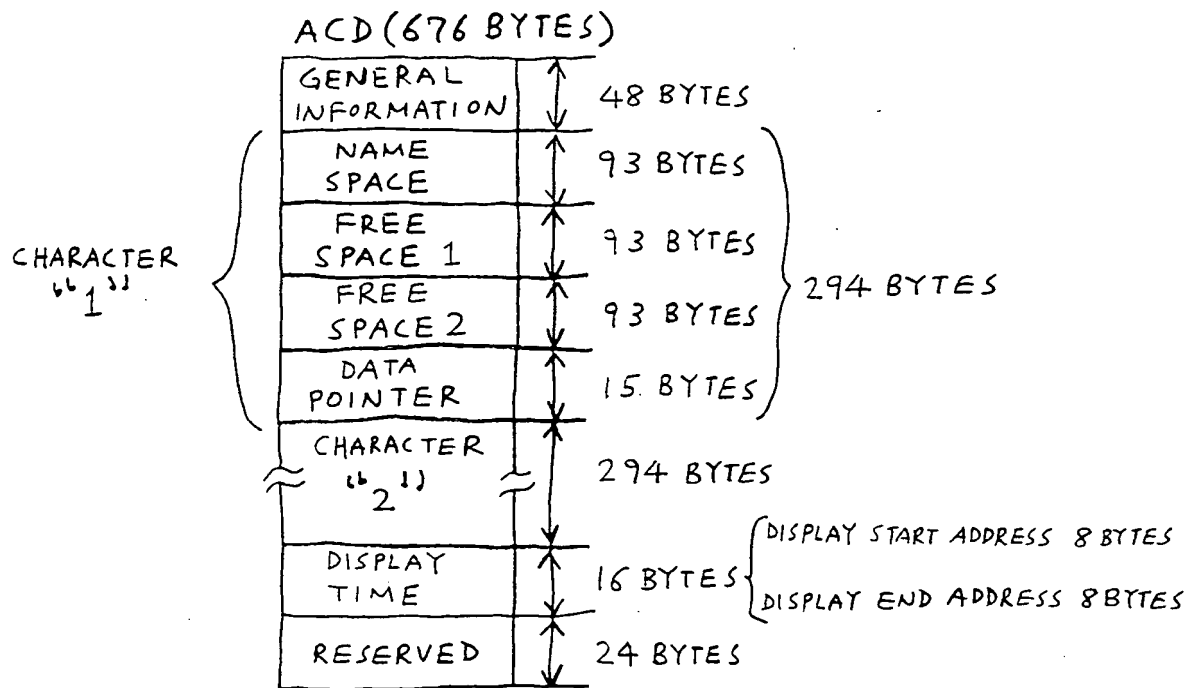 ACD (676 BYTES)
GENERAL
INFORMATION
48 BYTES
NAME
SPACE
93 BYTES
FREE
SPACE 1
93 BYTES
FREE
SPACE 2
93 BYTES
DATA
POINTER
15 BYTES
CHARACTER
"1"
294 BYTES
CHARACTER
"2"
294 BYTES
DISPLAY
TIME
16 BYTES
DISPLAY START ADDRESS 8 BYTES
DISPLAY END ADDRESS 8 BYTES
RESERVED
24 BYTES